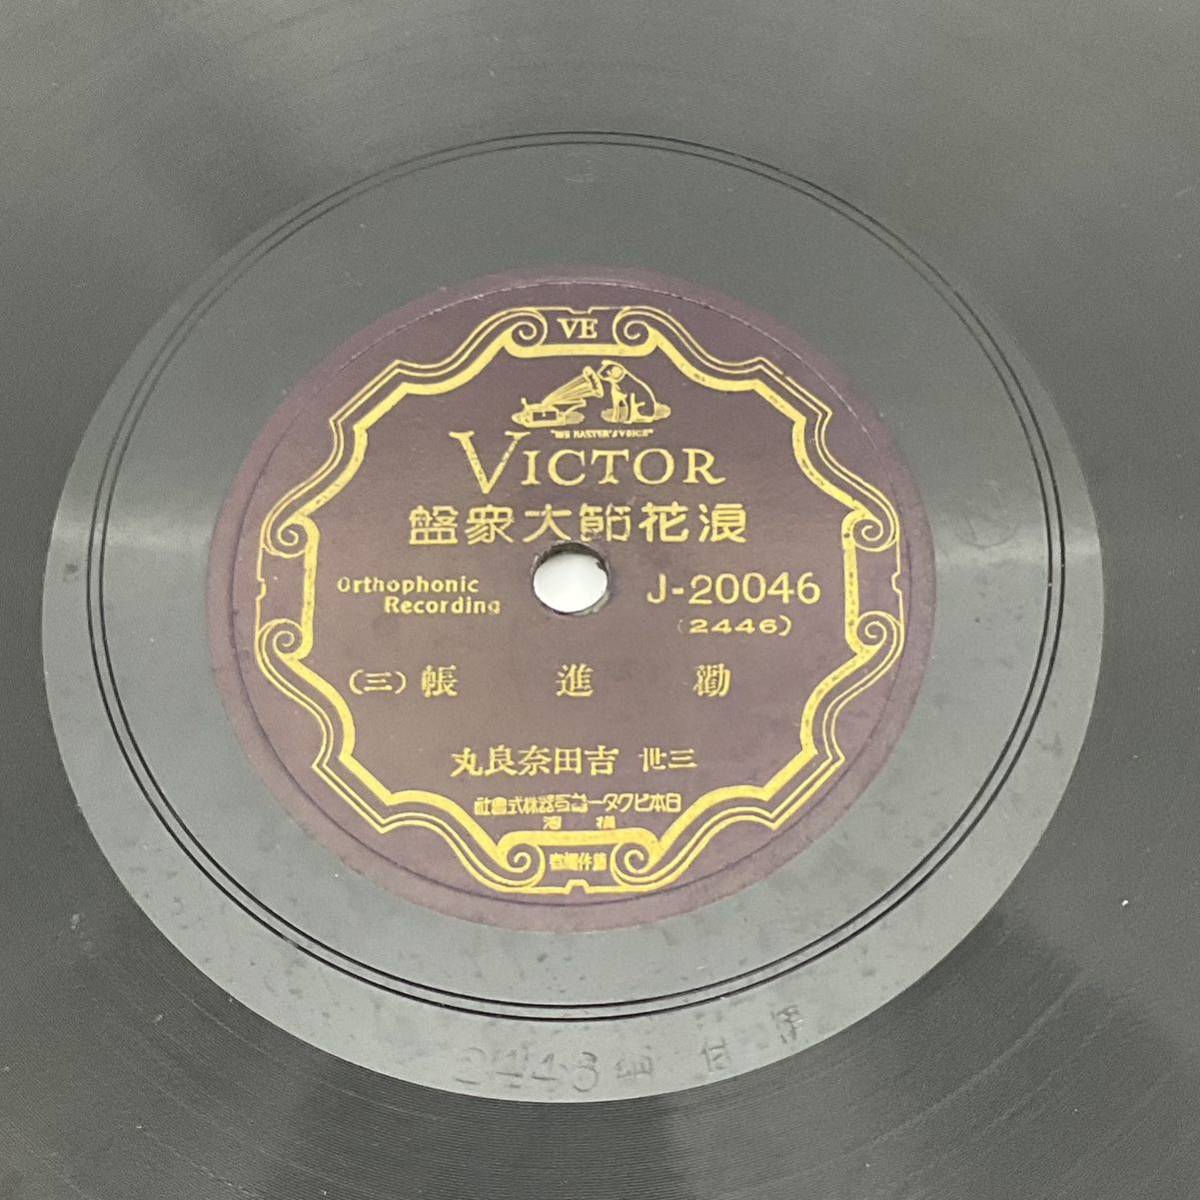 VE
"HIS MASTER'S VOICE"
VICTOR
盤衆大節花浪
Orthophonic
Recording
J-20046
(2446)
(三) 帳 進 勸
丸良奈田吉 世三
社會式株器音蓄ータクビ本日
濱 横